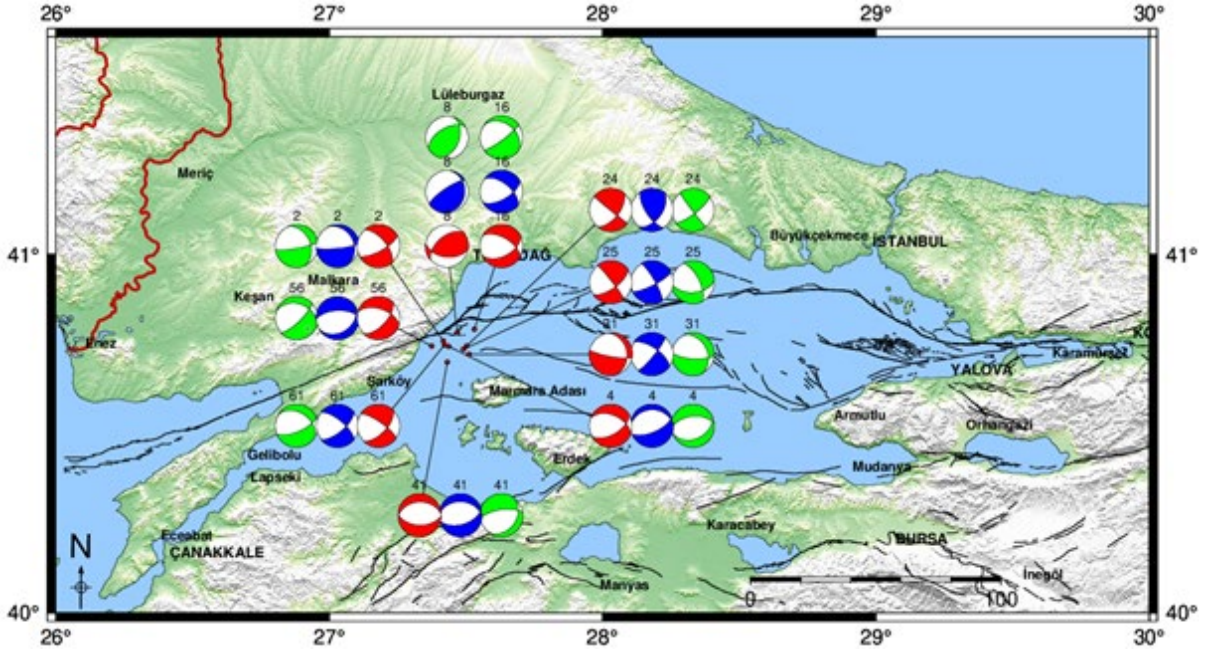 26° 27° 28° 29° 30°
Lüleburgaz
8 16
Meriç
8 16
24 24 24
2 2 2
8 16
Büyükçekmece İSTANBUL
41° 41°
25 25 25
Malkara
Keşan
56 56 56
Enez
31 31 31
Karamürsel
YALOVA
Şarköy
Marmara Adası
61 61 61
4 4 4
Armutlu
Orhangazi
Gelibolu
Erdek
Mudanya
Lapseki
41 41 41
Karacabey
Eceabat
BURSA
N
ÇANAKKALE
İnegöl
Manyas
0 100
40° 40°
26° 27° 28° 29° 30°